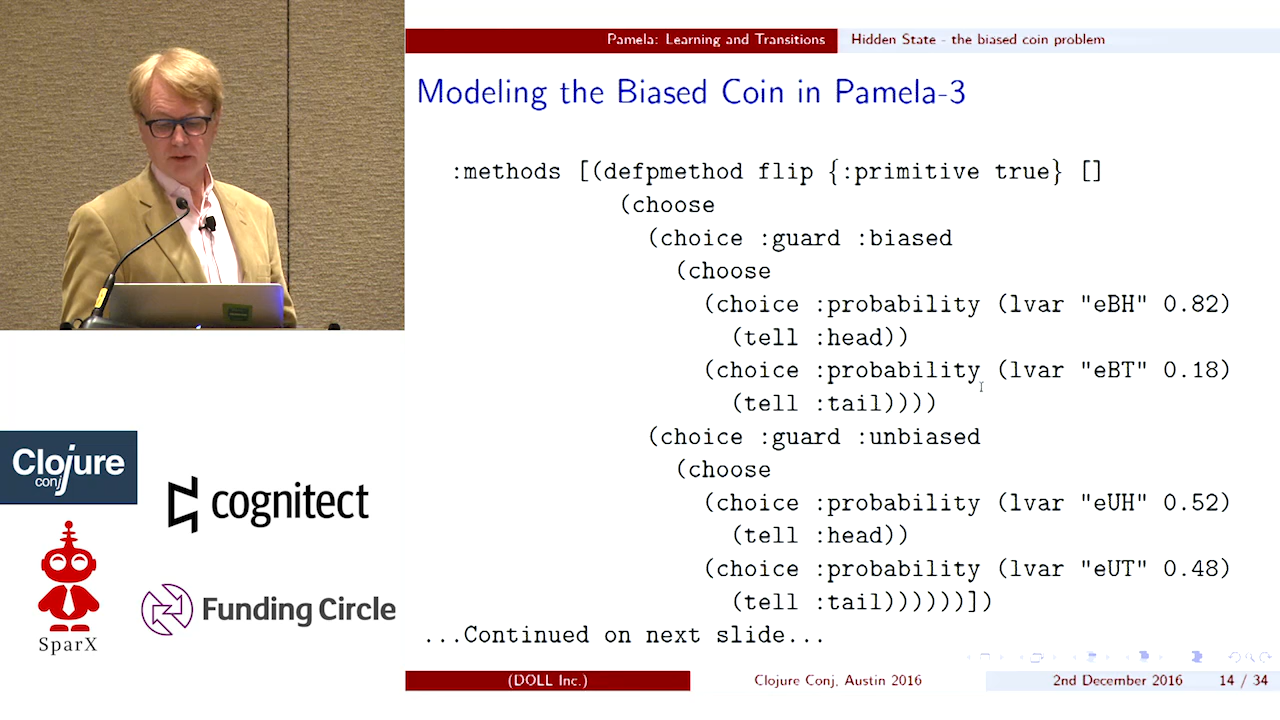 Pamela: Learning and Transitions Hidden State - the biased coin problem
Modeling the Biased Coin in Pamela-3
:methods [(defpmethod flip {:primitive true} []
(choose
(choice :guard :biased
(choose
(choice :probability (lvar "eBH" 0.82)
(tell :head))
(choice :probability (lvar "eBT" 0.18)
(tell :tail))))
(choice :guard :unbiased
(choose
(choice :probability (lvar "eUH" 0.52)
(tell :head))
(choice :probability (lvar "eUT" 0.48)
(tell :tail))))))])
...Continued on next slide...
(DOLL Inc.) Clojure Conj, Austin 2016 2nd December 2016 14 / 34
Clojure
conj
cognitect
SparX
Funding Circle